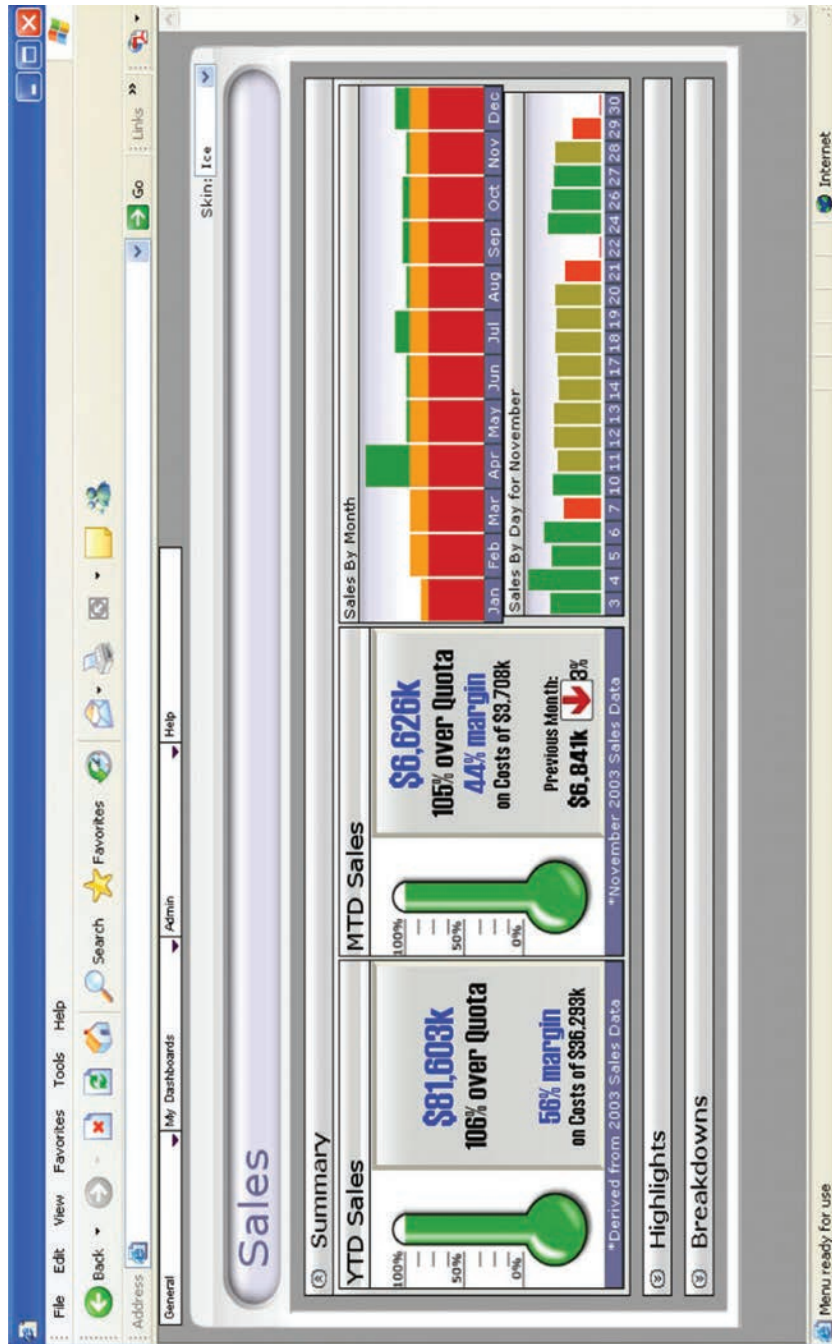 File Edit View Favorites Tools Help
Back Search Favorites
Address Go Links »
General My Dashboards Admin Help
Skin: Ice
Sales
Summary
YTD Sales
100%
50%
0%
$81,603k
106% over Quota
56% margin
on Costs of $36,293k
*Derived from 2003 Sales Data
MTD Sales
100%
50%
0%
$6,626k
105% over Quota
44% margin
on Costs of $3,708k
Previous Month:
$6,841k 3%
*November 2003 Sales Data
Sales By Month
Jan Feb Mar Apr May Jun Jul Aug Sep Oct Nov Dec
Sales By Day for November
3 4 5 6 7 10 11 12 13 14 17 18 19 20 21 22 24 26 27 28 29 30
Highlights
Breakdowns
Menu ready for use Internet